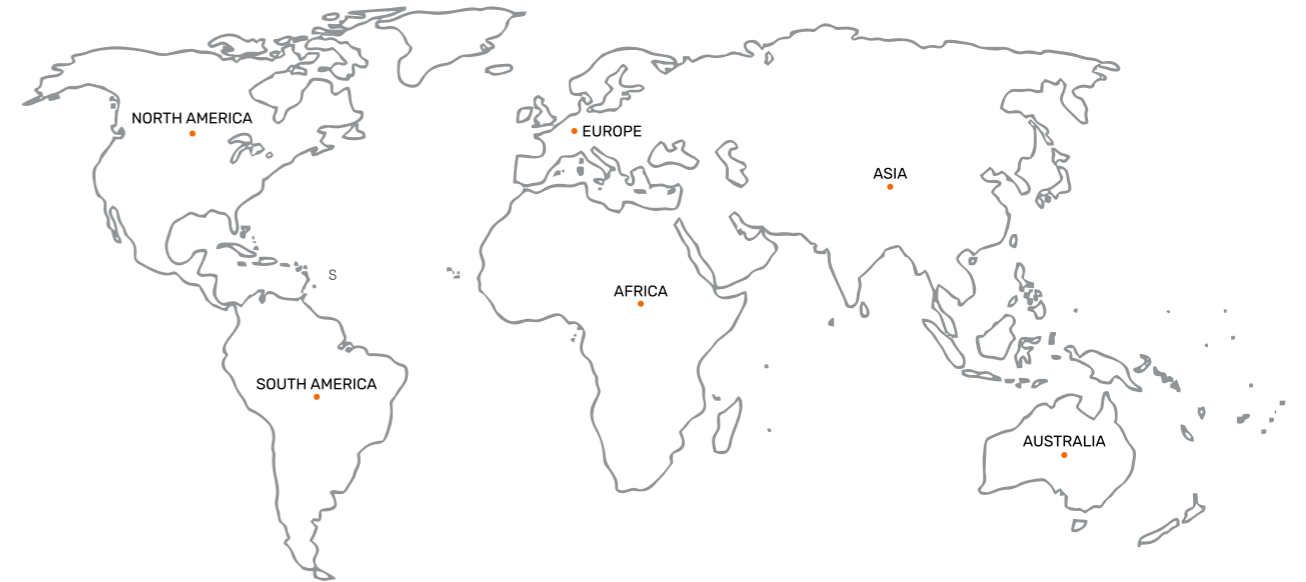 NORTH AMERICA
EUROPE
ASIA
S
AFRICA
SOUTH AMERICA
AUSTRALIA